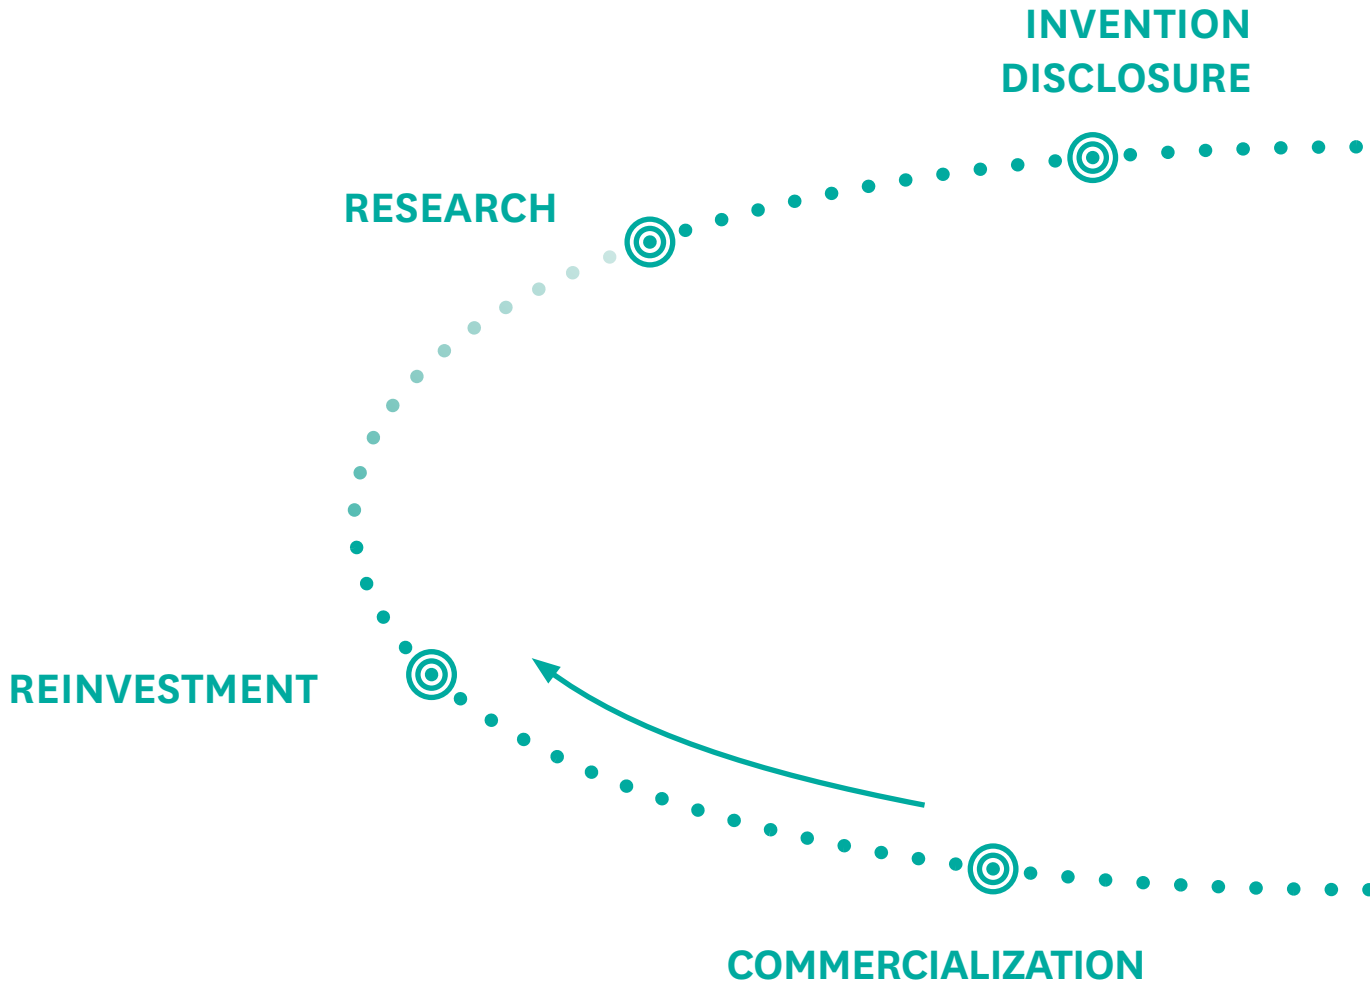 INVENTION
DISCLOSURE
RESEARCH
REINVESTMENT
COMMERCIALIZATION